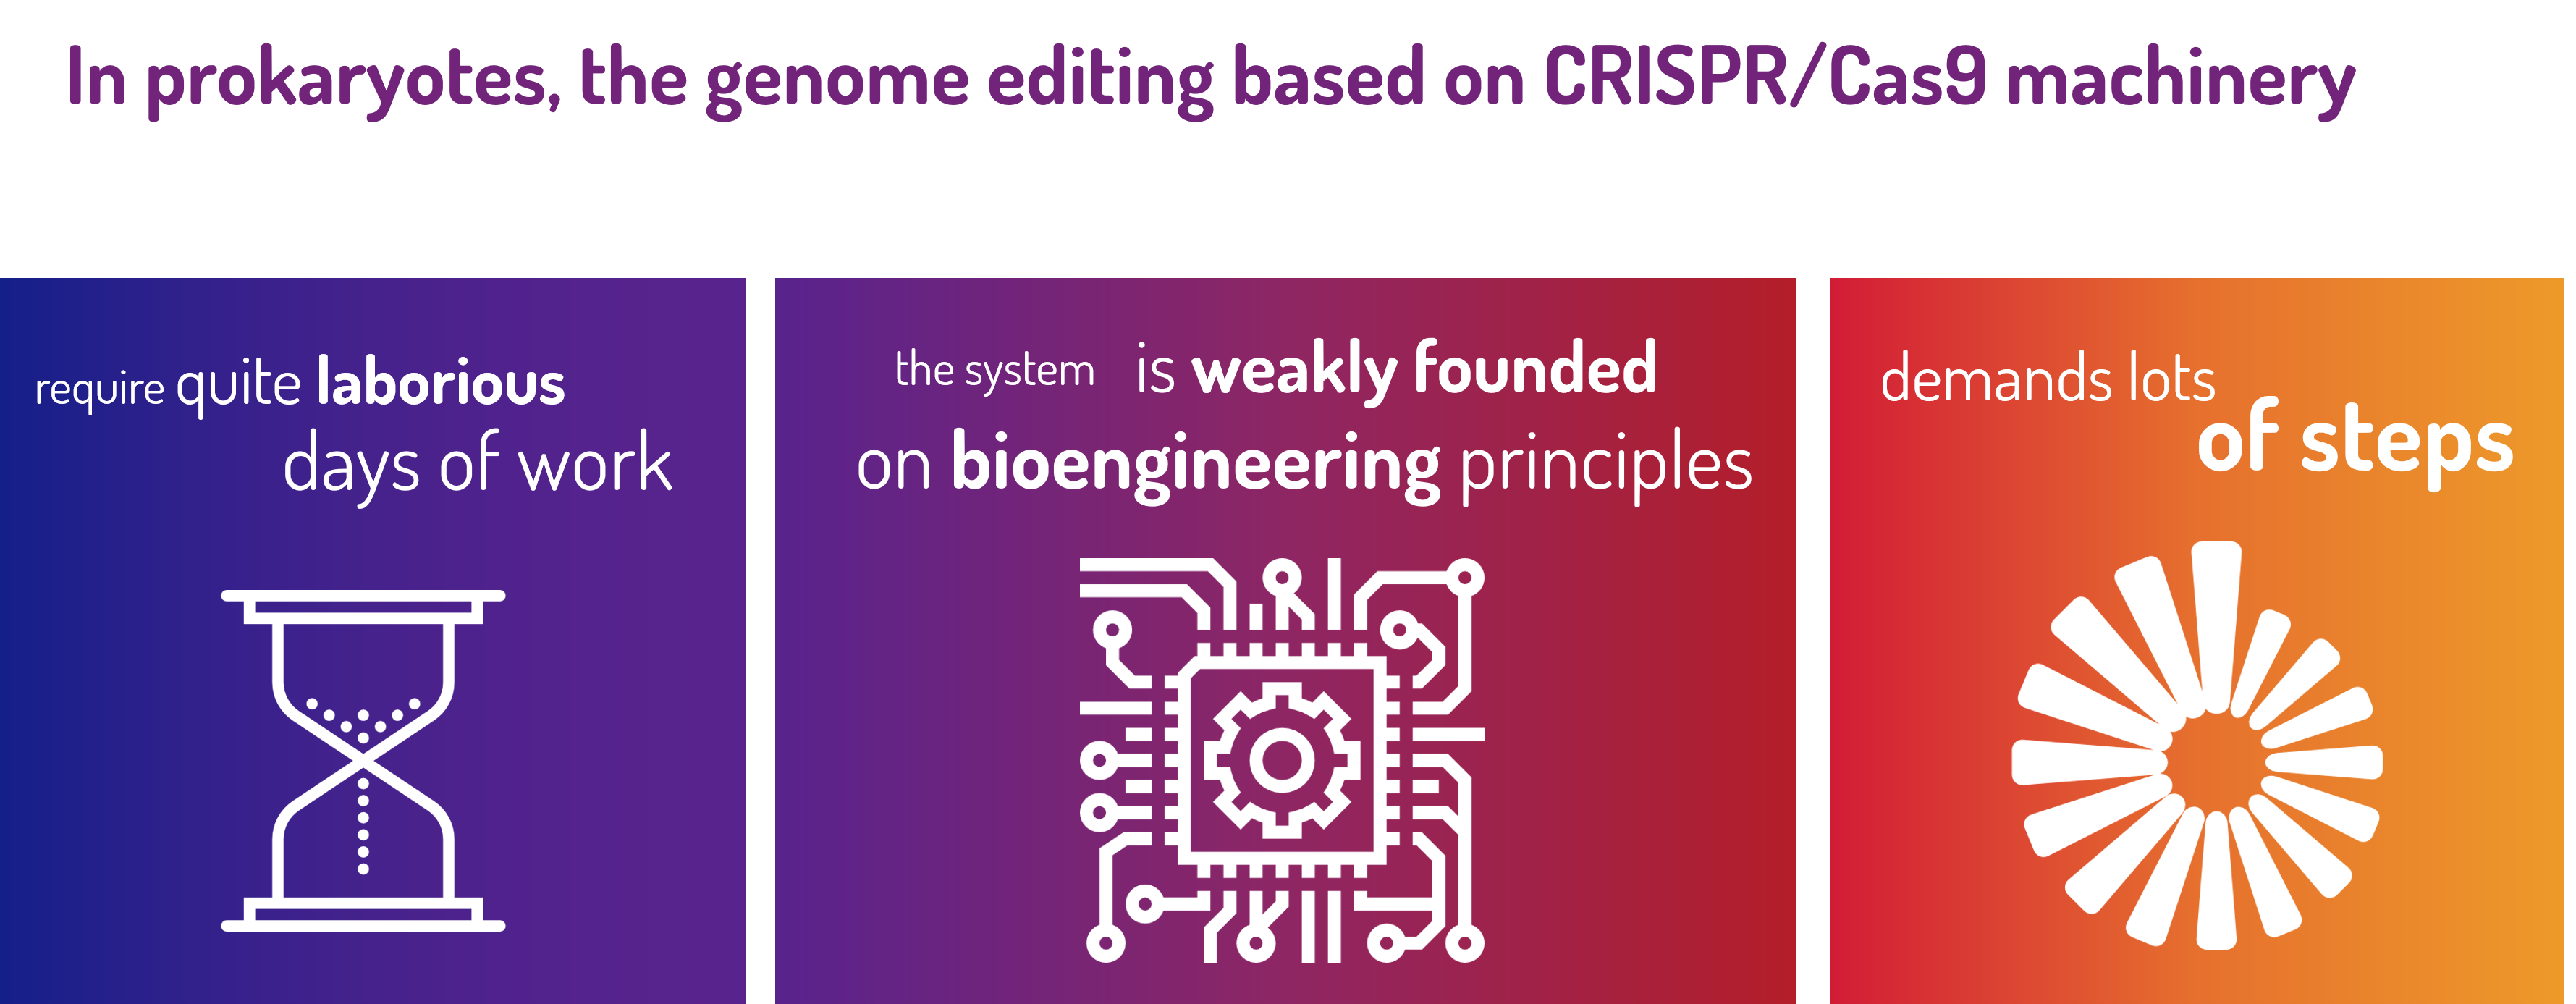 In prokaryotes, the genome editing based on CRISPR/Cas9 machinery
require quite laborious
days of work
the system is weakly founded
on bioengineering principles
demands lots
of steps